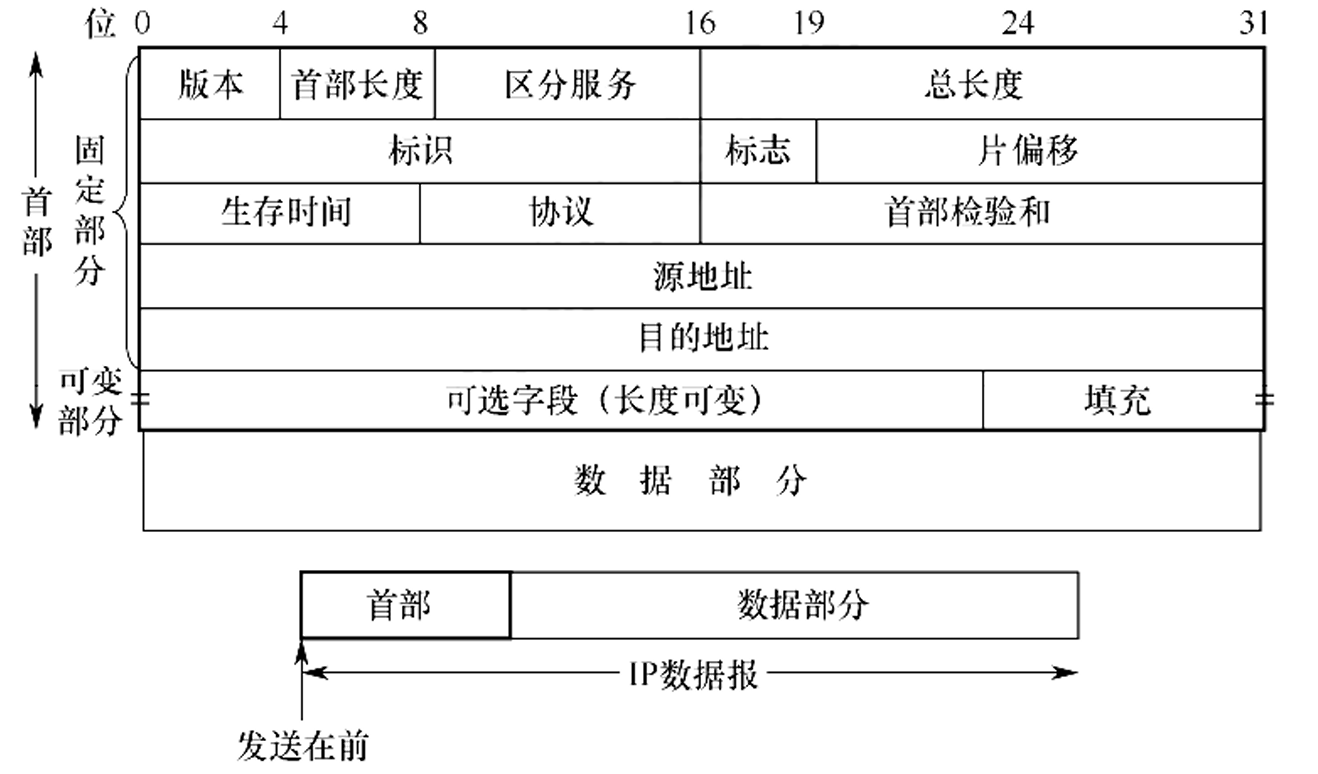 位 0 4 8 16 19 24 31
版本 首部长度 区分服务 总长度
标识 标志 片偏移
生存时间 协议 首部检验和
源地址
目的地址
可选字段（长度可变） 填充
数据部分
首部
固定部分
可变部分
首部 数据部分
IP数据报
发送在前